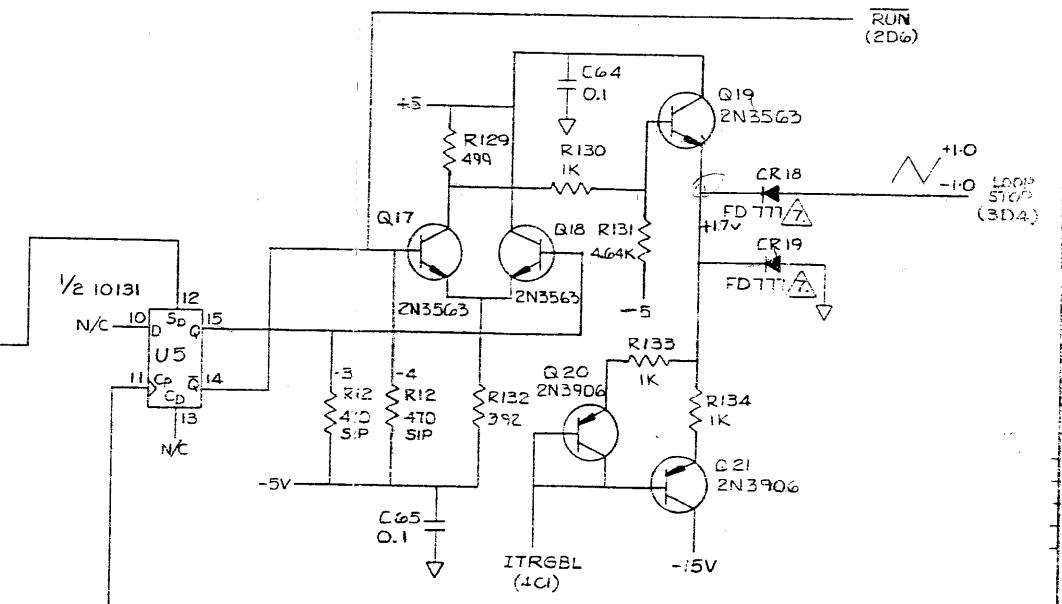 RUN
(2D6)
C64
0.1
Q19
2N3563
+5
R129
499
R130
1K
+1.0
-1.0
LOOP
STOP
(3D4)
CR18
FD777 7
+1.7v
CR19
FD777 7
Q17
2N3563
Q18
2N3563
R131
4.64K
-5
1/2 10131
N/C
10
D
12
SD
Q
15
U5
11
CP
Q
14
CD
13
N/C
-3
R12
470
SIP
-4
R12
470
SIP
R132
392
R133
1K
Q20
2N3906
R134
1K
Q21
2N3906
-5V
C65
0.1
ITRGBL
(4C1)
-15V